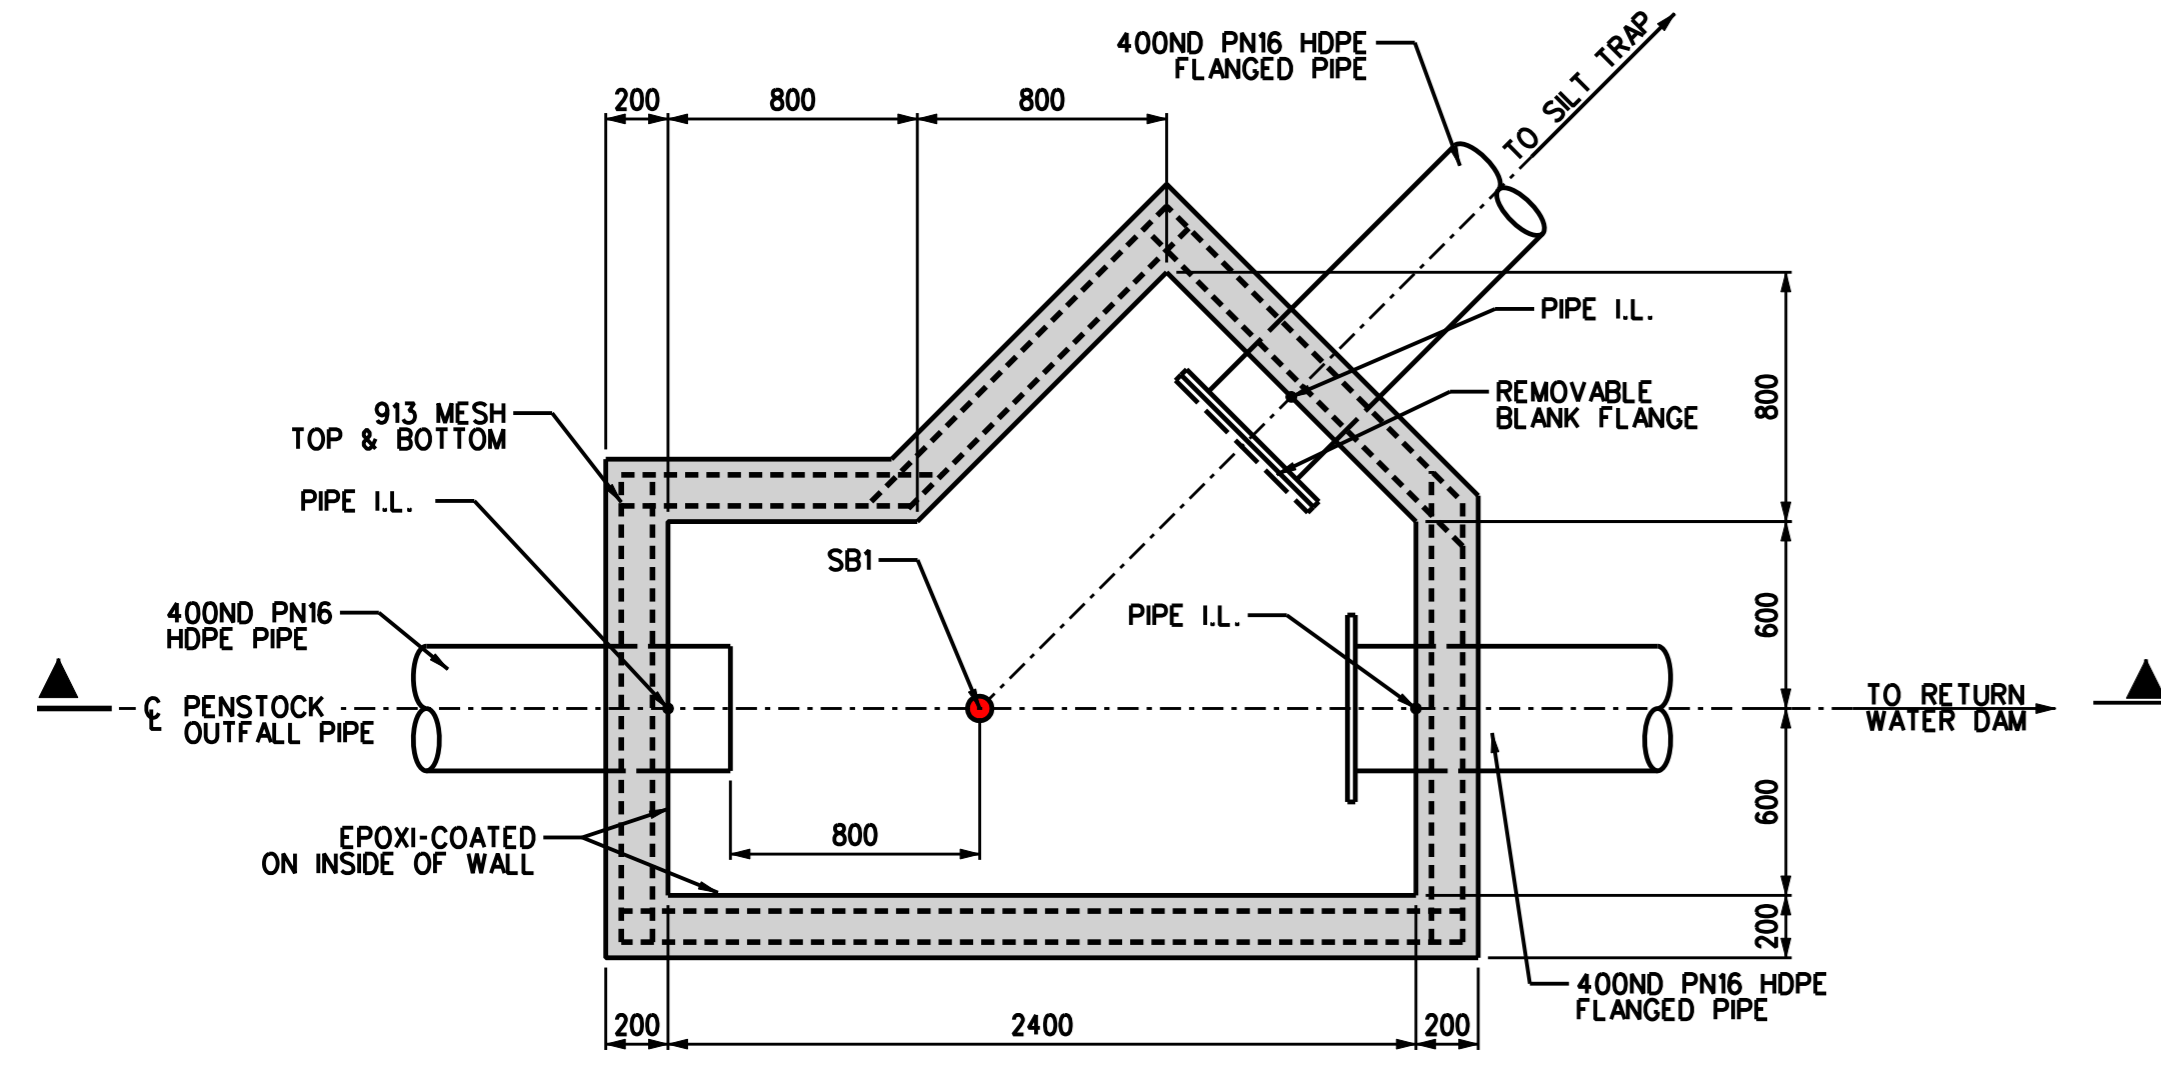 400ND PN16 HDPE
FLANGED PIPE
TO SILT TRAP
200
800
800
PIPE I.L.
800
REMOVABLE
BLANK FLANGE
913 MESH
TOP & BOTTOM
PIPE I.L.
SB1
400ND PN16
HDPE PIPE
PIPE I.L.
600
℄ PENSTOCK
OUTFALL PIPE
TO RETURN
WATER DAM
600
EPOXI-COATED
ON INSIDE OF WALL
800
200
400ND PN16 HDPE
FLANGED PIPE
200
2400
200